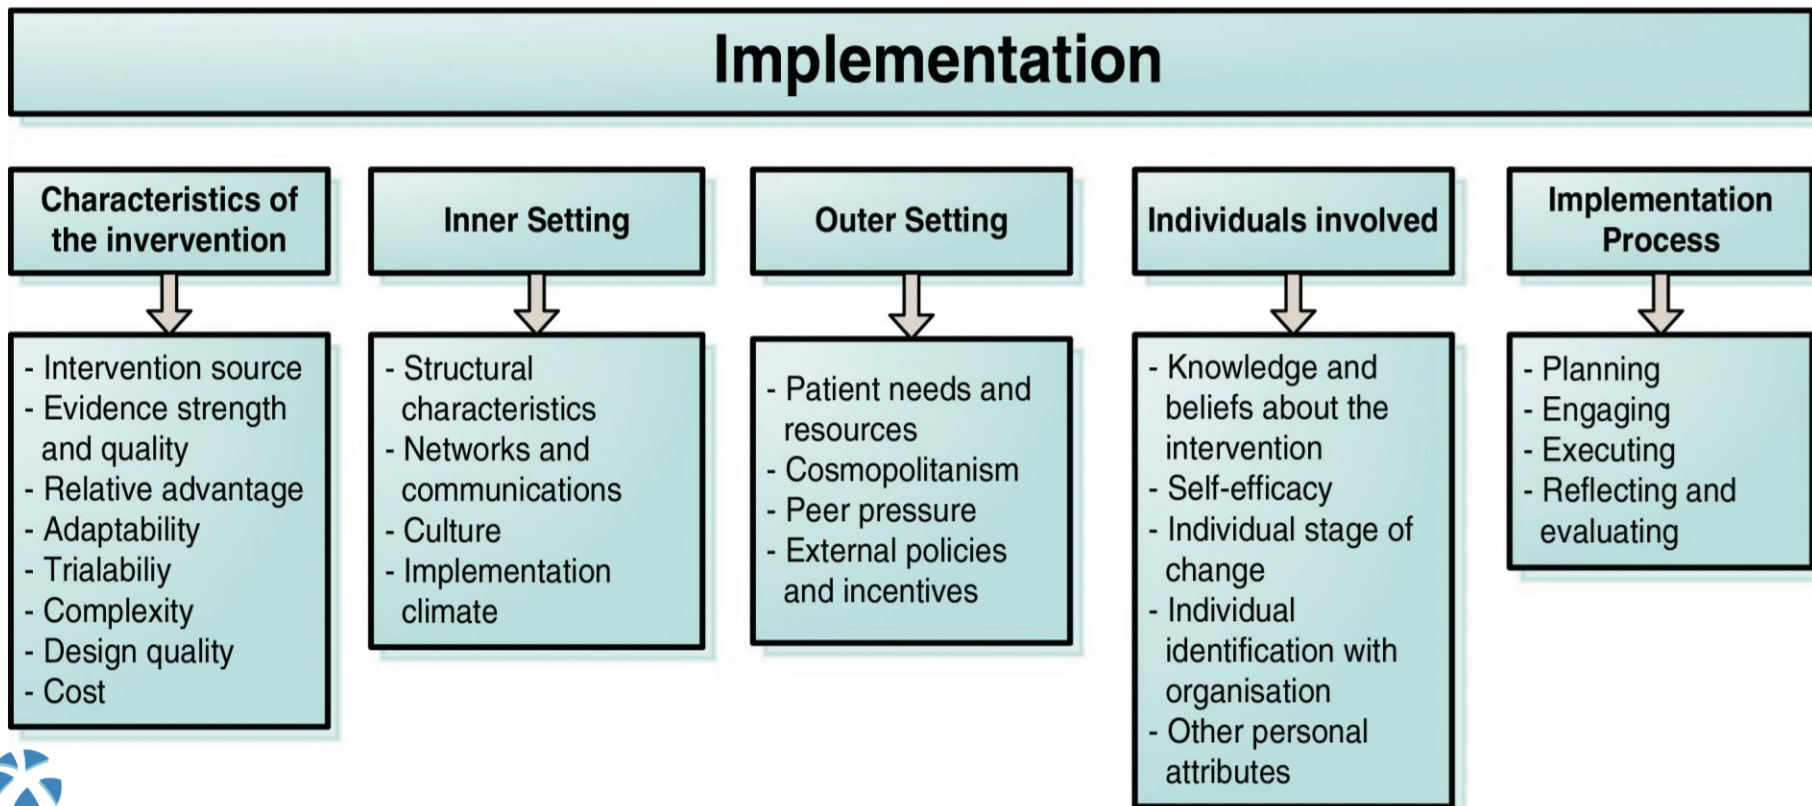 Implementation
Characteristics of
the invervention
- Intervention source
- Evidence strength
and quality
- Relative advantage
- Adaptability
- Trialabiliy
- Complexity
- Design quality
- Cost
Inner Setting
- Structural
characteristics
- Networks and
communications
- Culture
- Implementation
climate
Outer Setting
- Patient needs and
resources
- Cosmopolitanism
- Peer pressure
- External policies
and incentives
Individuals involved
- Knowledge and
beliefs about the
intervention
- Self-efficacy
- Individual stage of
change
- Individual
identification with
organisation
- Other personal
attributes
Implementation
Process
- Planning
- Engaging
- Executing
- Reflecting and
evaluating